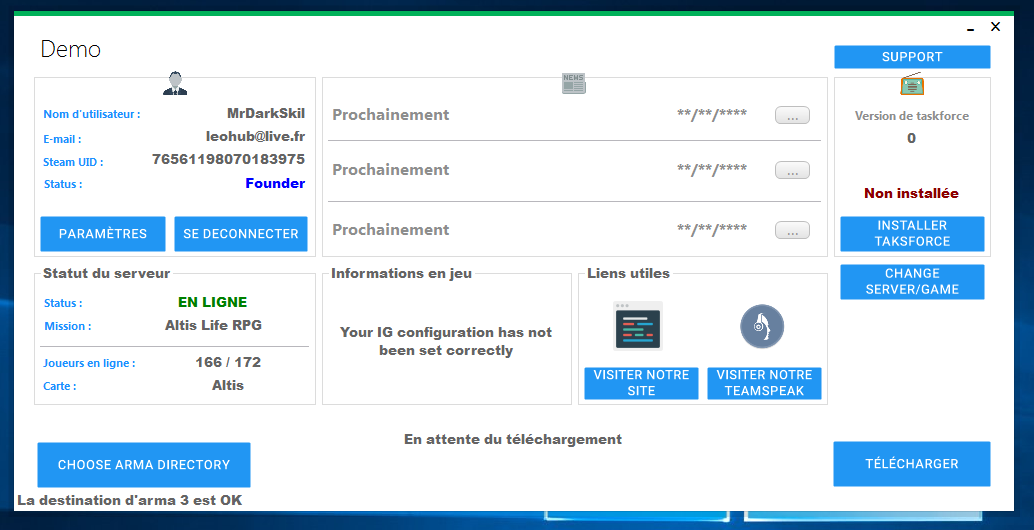 Demo
SUPPORT
Nom d'utilisateur :
MrDarkSkil
E-mail :
leohub@live.fr
Steam UID :
76561198070183975
Status :
Founder
PARAMÈTRES
SE DECONNECTER
NEWS
Prochainement
**/**/****
...
Prochainement
**/**/****
...
Prochainement
**/**/****
...
Version de taskforce
0
Non installée
INSTALLER
TAKSFORCE
CHANGE
SERVER/GAME
Statut du serveur
Status :
EN LIGNE
Mission :
Altis Life RPG
Joueurs en ligne :
166 / 172
Carte :
Altis
Informations en jeu
Your IG configuration has not
been set correctly
Liens utiles
VISITER NOTRE
SITE
VISITER NOTRE
TEAMSPEAK
En attente du téléchargement
CHOOSE ARMA DIRECTORY
TÉLÉCHARGER
La destination d'arma 3 est OK